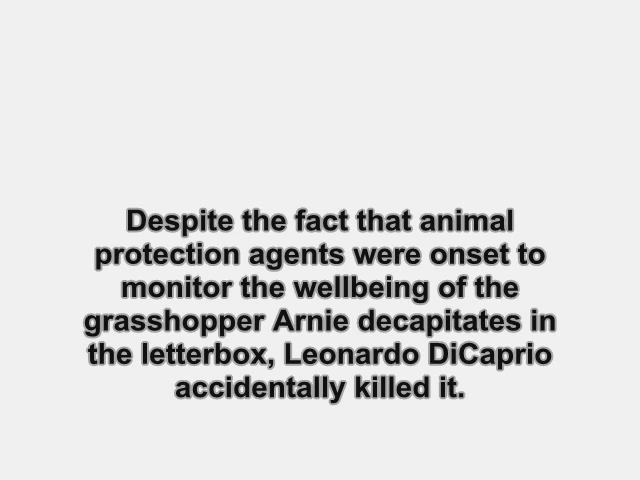 Despite the fact that animal
protection agents were onset to
monitor the wellbeing of the
grasshopper Arnie decapitates in
the letterbox, Leonardo DiCaprio
accidentally killed it.